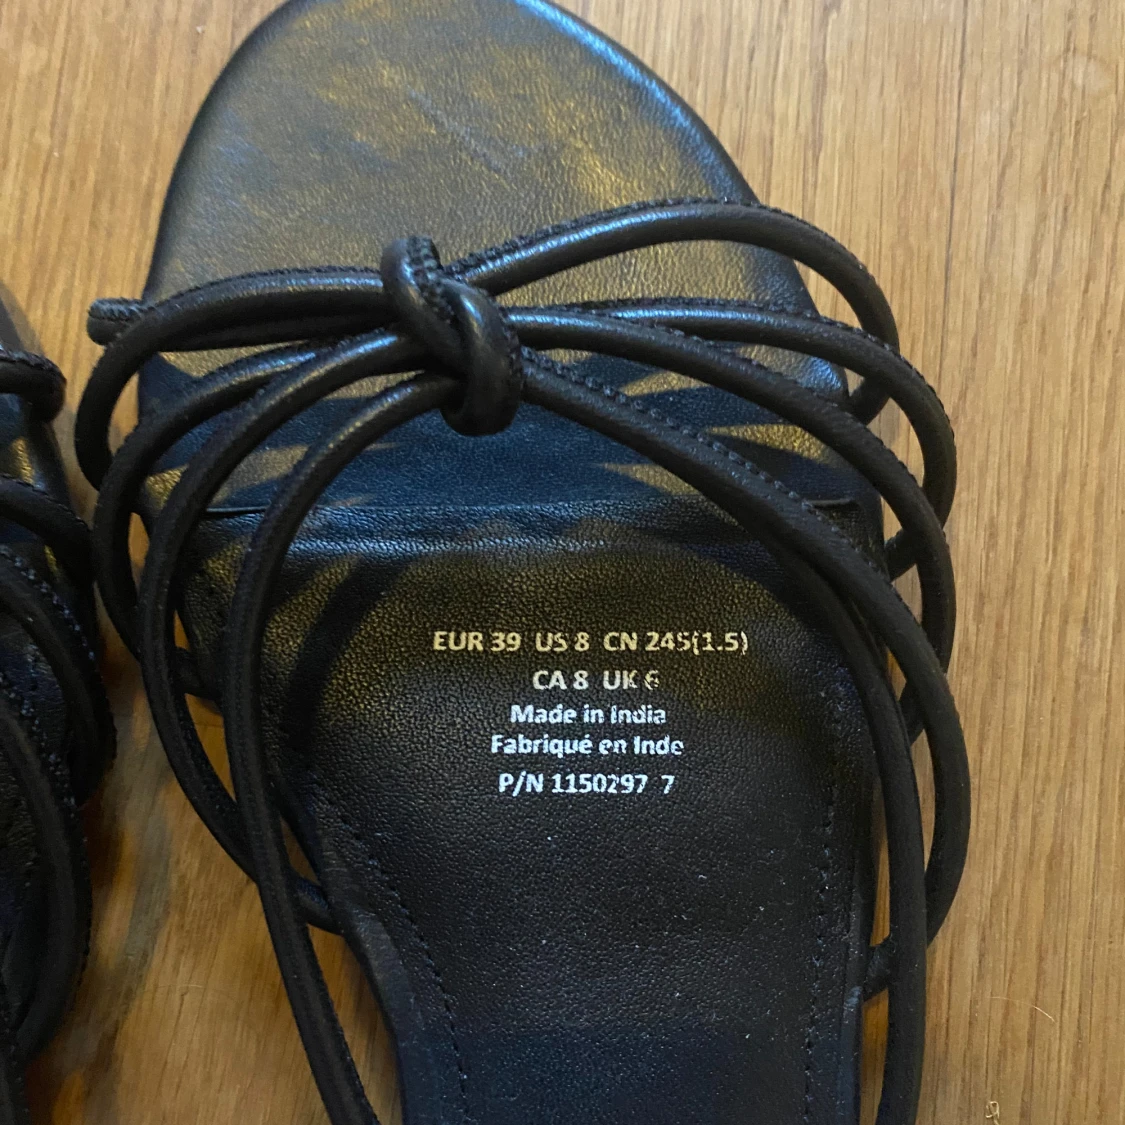 EUR 39 US 8 CN 245(1.5)
CA 8 UK 6
Made in India
Fabriqué en Inde
P/N 1150297 7